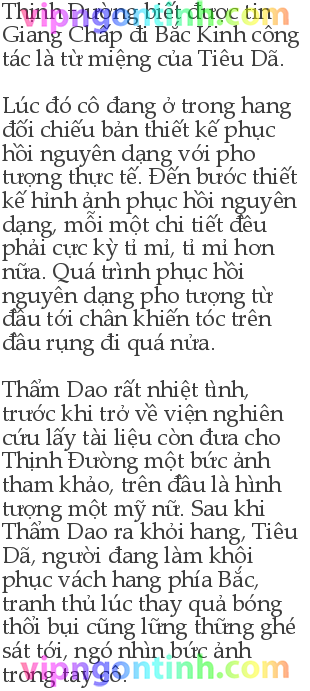 Thịnh Đường biết được tin
Giang Chấp đi Bắc Kinh công
tác là từ miệng của Tiêu Dã.
Lúc đó cô đang ở trong hang
đối chiếu bản thiết kế phục
hồi nguyên dạng với pho
tượng thực tế. Đến bước thiết
kế hỉnh ảnh phục hồi nguyên
dạng, mỗi một chi tiết đều
phải cực kỳ tỉ mỉ, tỉ mỉ hơn
nữa. Quá trình phục hồi
nguyên dạng pho tượng từ
đầu tới chân khiến tóc trên
đầu rụng đi quá nửa.
Thẩm Dao rất nhiệt tình,
trước khi trở về viện nghiên
cứu lấy tài liệu còn đưa cho
Thịnh Đường một bức ảnh
tham khảo, trên đầu là hình
tượng một mỹ nữ. Sau khi
Thẩm Dao ra khỏi hang, Tiêu
Dã, người đang làm khôi
phục vách hang phía Bắc,
tranh thủ lúc thay quả bóng
thổi bụi cũng lững thững ghé
sát tới, ngó nhìn bức ảnh
trong tay cô.
vipngontinh.com
vipngontinh.com